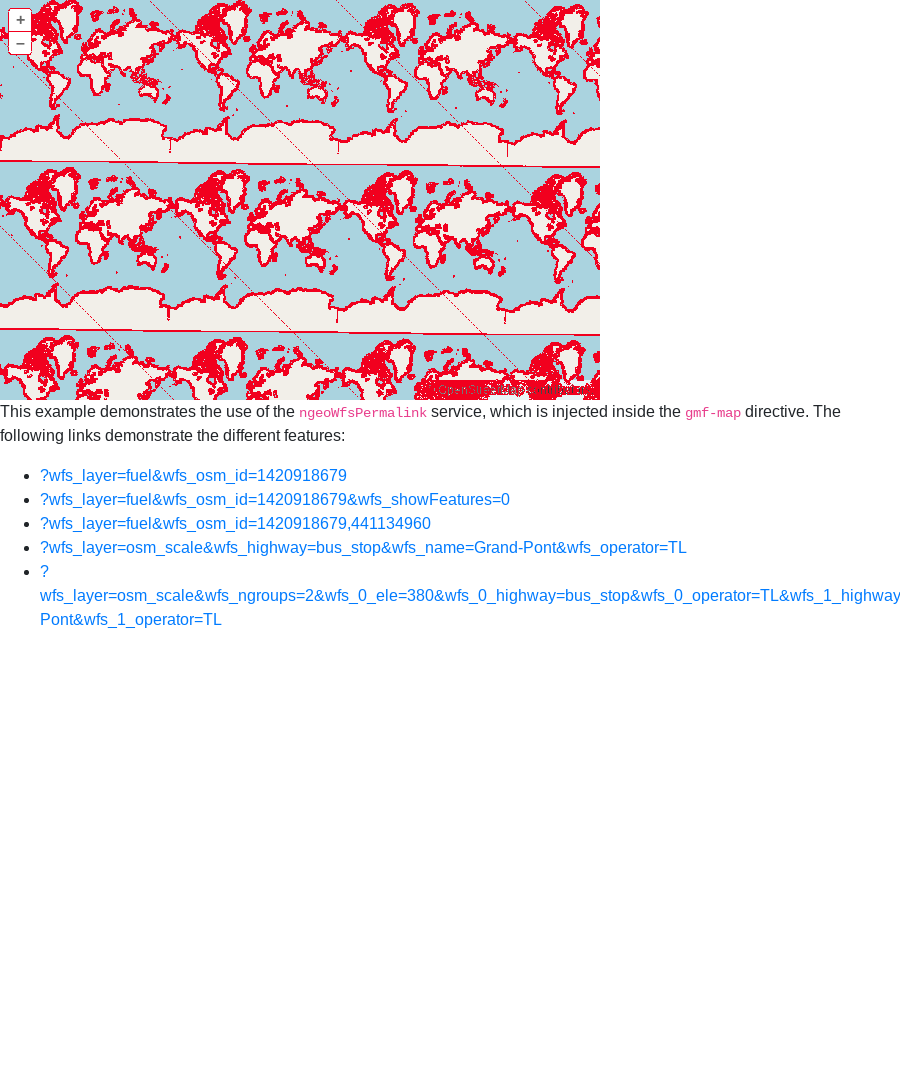 +
−
This example demonstrates the use of the ngeoWfsPermalink service, which is injected inside the gmf-map directive. The
following links demonstrate the different features:
?wfs_layer=fuel&wfs_osm_id=1420918679
?wfs_layer=fuel&wfs_osm_id=1420918679&wfs_showFeatures=0
?wfs_layer=fuel&wfs_osm_id=1420918679,441134960
?wfs_layer=osm_scale&wfs_highway=bus_stop&wfs_name=Grand-Pont&wfs_operator=TL
?
wfs_layer=osm_scale&wfs_ngroups=2&wfs_0_ele=380&wfs_0_highway=bus_stop&wfs_0_operator=TL&wfs_1_highway
Pont&wfs_1_operator=TL